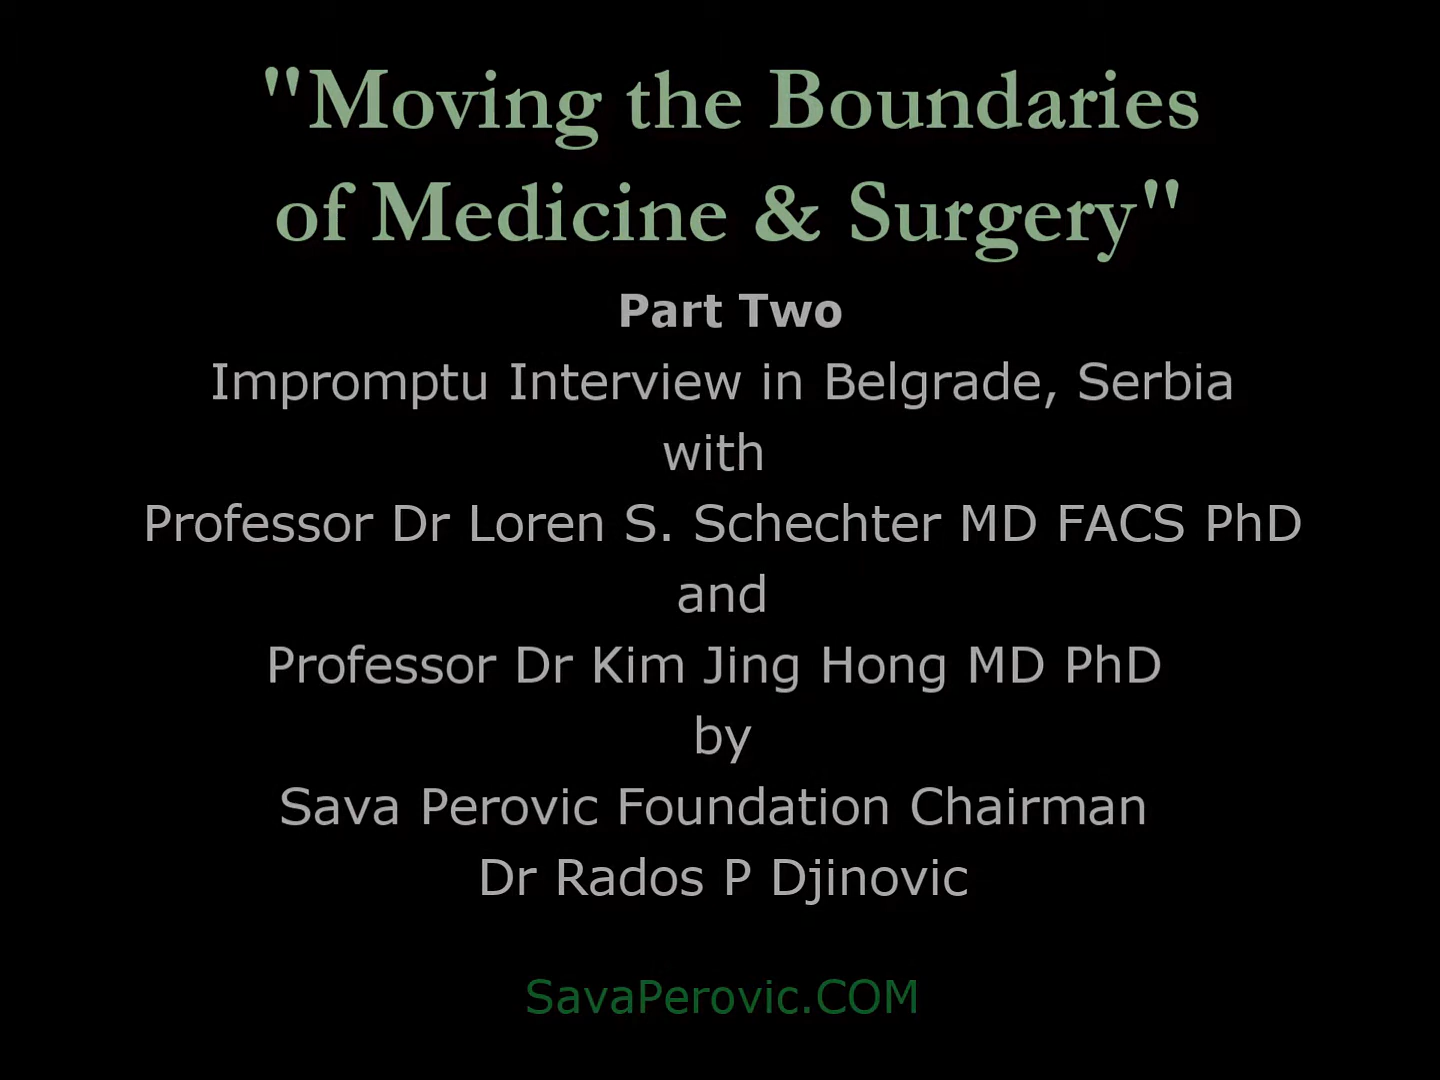 "Moving the Boundaries
of Medicine & Surgery"
Part Two
Impromptu Interview in Belgrade, Serbia
with
Professor Dr Loren S. Schechter MD FACS PhD
and
Professor Dr Kim Jing Hong MD PhD
by
Sava Perovic Foundation Chairman
Dr Rados P Djinovic
SavaPerovic.COM